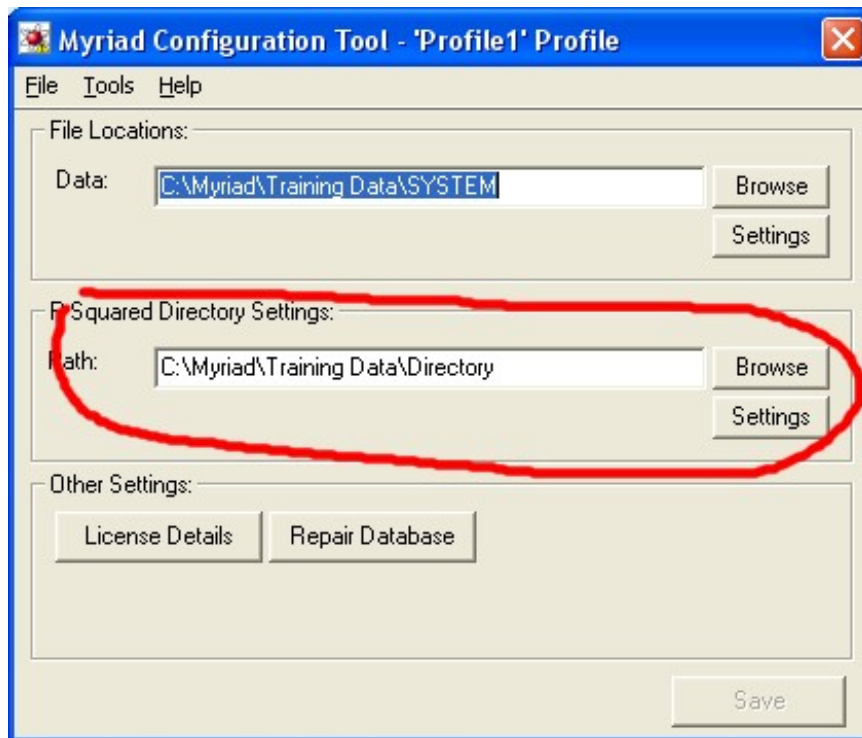 Myriad Configuration Tool - 'Profile1' Profile
File Tools Help
File Locations:
Data: C:\Myriad\Training Data\SYSTEM Browse
Settings
P Squared Directory Settings:
Path: C:\Myriad\Training Data\Directory Browse
Settings
Other Settings:
License Details Repair Database
Save